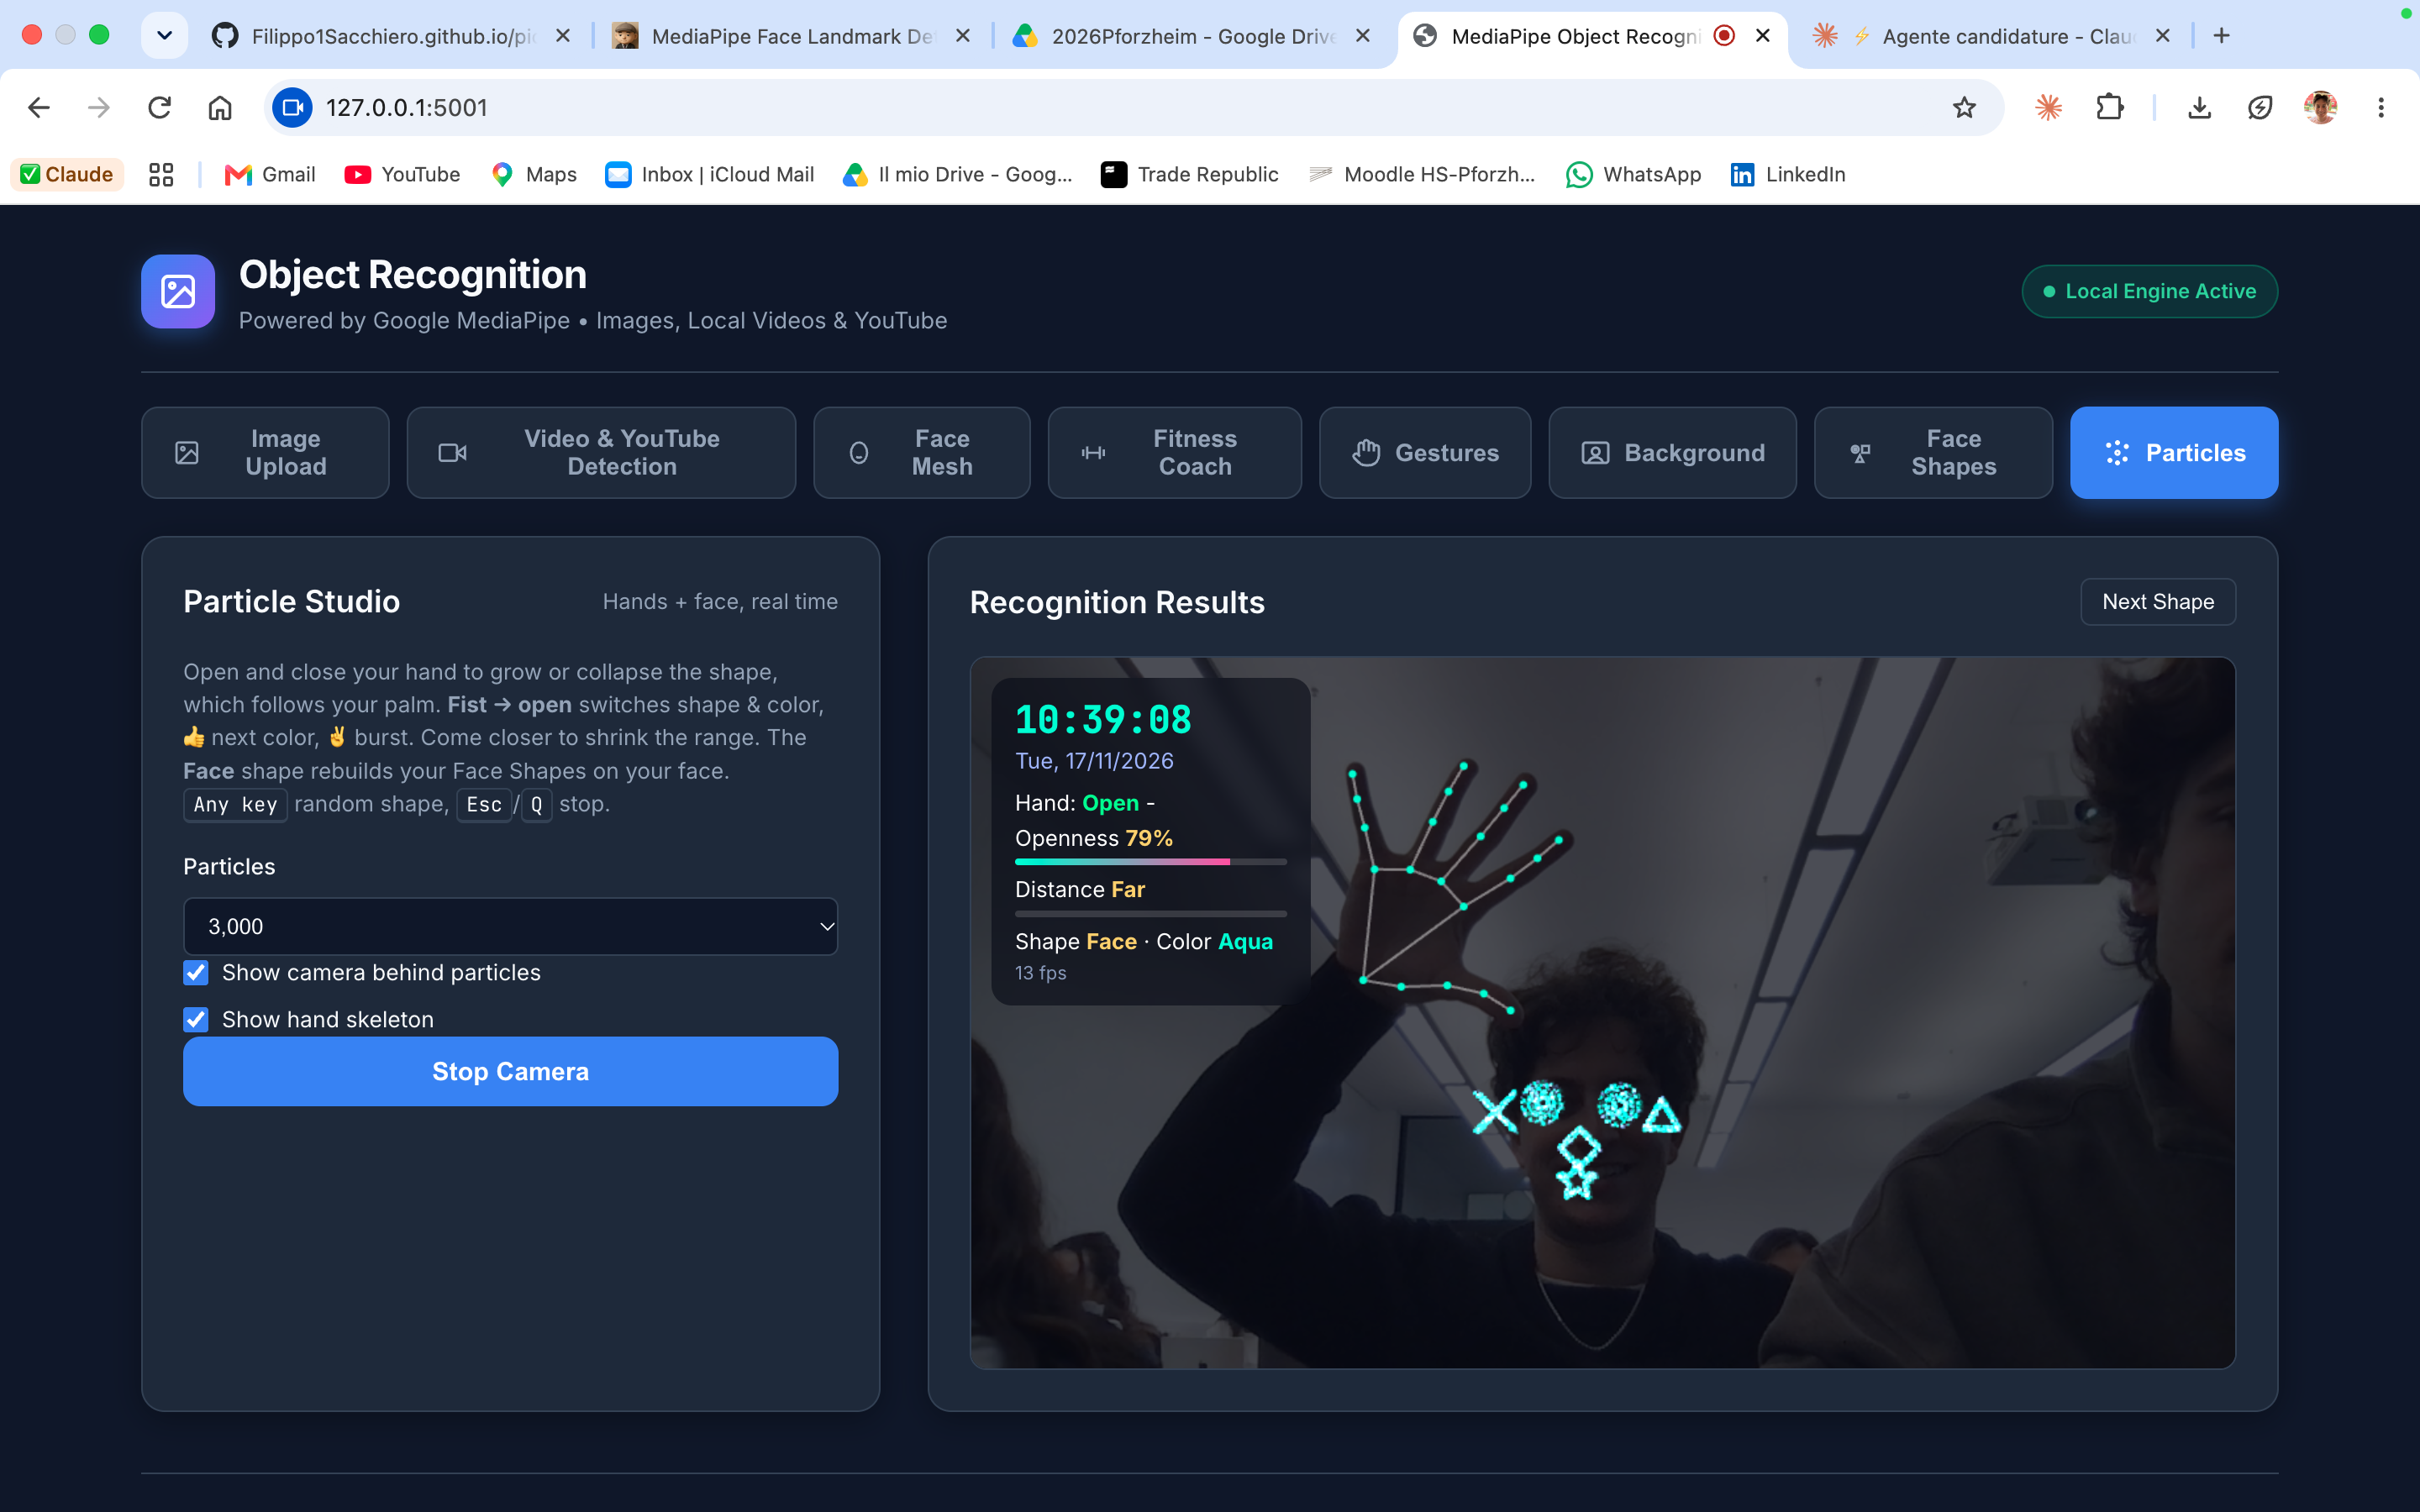 Filippo1Sacchiero.github.io/pi
MediaPipe Face Landmark De
2026Pforzheim - Google Drive
MediaPipe Object Recogni
⚡ Agente candidature - Clau
127.0.0.1:5001
✅ Claude
Gmail
YouTube
Maps
Inbox | iCloud Mail
Il mio Drive - Goog...
Trade Republic
Moodle HS-Pforzh...
WhatsApp
LinkedIn
Object Recognition
Powered by Google MediaPipe • Images, Local Videos & YouTube
Local Engine Active
Image
Upload
Video & YouTube
Detection
Face
Mesh
Fitness
Coach
Gestures
Background
Face
Shapes
Particles
Particle Studio
Hands + face, real time
Open and close your hand to grow or collapse the shape,
which follows your palm. Fist → open switches shape & color,
👍 next color, ✌️ burst. Come closer to shrink the range. The
Face shape rebuilds your Face Shapes on your face.
Any key random shape, Esc/Q stop.
Particles
3,000
Show camera behind particles
Show hand skeleton
Stop Camera
Recognition Results
Next Shape
10:39:08
Tue, 17/11/2026
Hand: Open -
Openness 79%
Distance Far
Shape Face · Color Aqua
13 fps